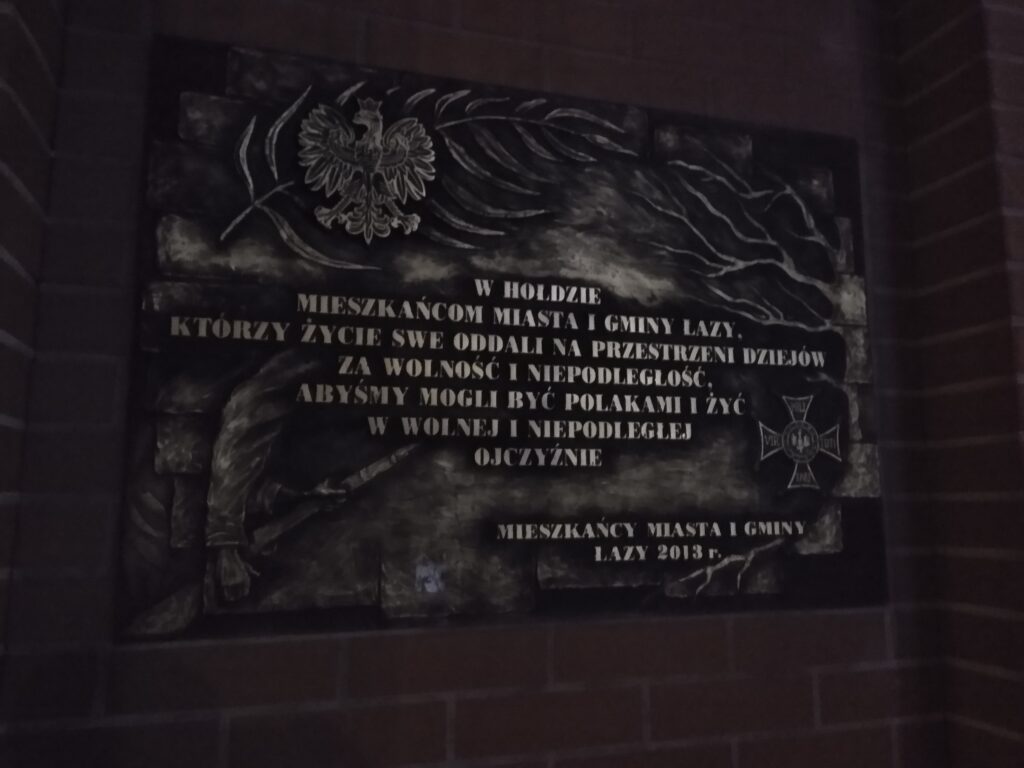 W HOŁDZIE
MIESZKAŃCOM MIASTA I GMINY ŁAZY,
KTÓRZY ŻYCIE SWE ODDALI NA PRZESTRZENI DZIEJÓW
ZA WOLNOŚĆ I NIEPODLEGŁOŚĆ,
ABYŚMY MOGLI BYĆ POLAKAMI I ŻYĆ
W WOLNEJ I NIEPODLEGŁEJ
OJCZYŹNIE
MIESZKAŃCY MIASTA I GMINY
ŁAZY 2013 r.